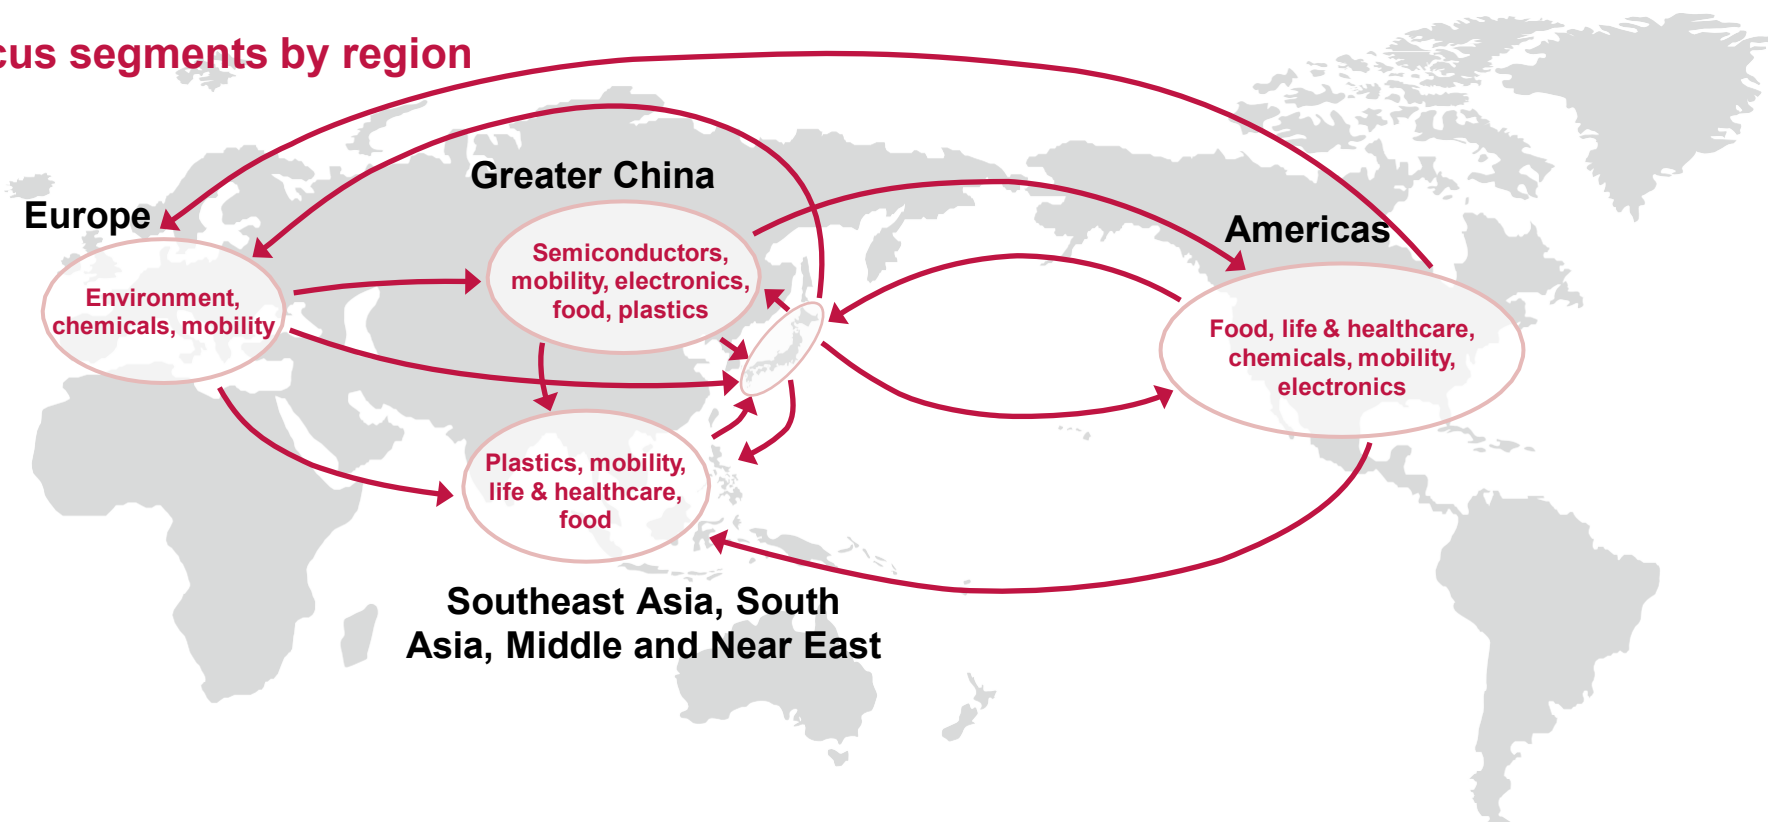 cus segments by region
Greater China
Europe
Americas
Semiconductors,
mobility, electronics,
food, plastics
Environment,
chemicals, mobility
Food, life & healthcare,
chemicals, mobility,
electronics
Plastics, mobility,
life & healthcare,
food
Southeast Asia, South
Asia, Middle and Near East